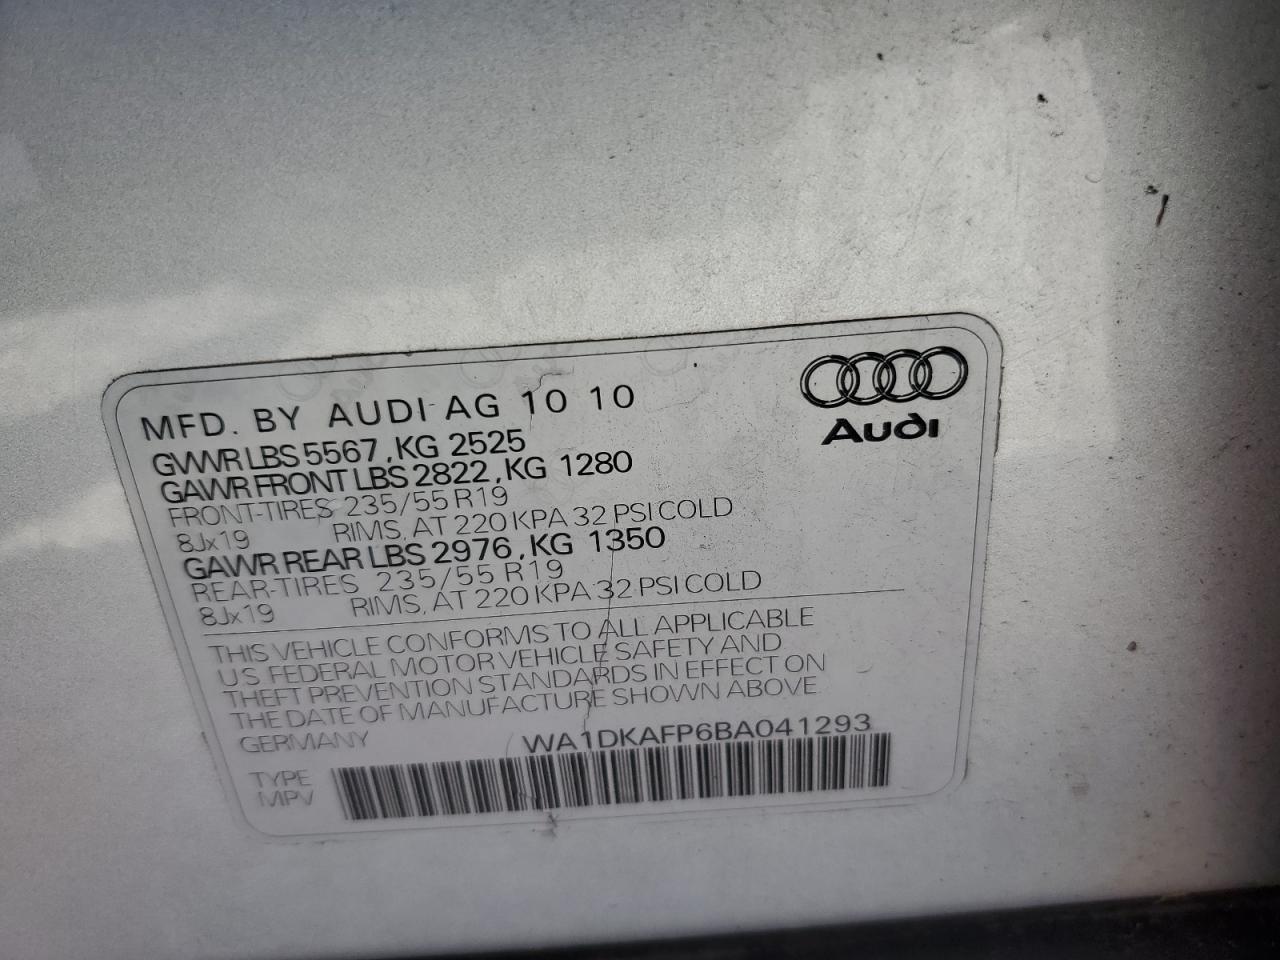 Audi
MFD. BY AUDI AG 10 10
GVWR LBS 5567, KG 2525
GAWR FRONT LBS 2822, KG 1280
FRONT-TIRES 235/55 R19
8Jx19 RIMS, AT 220 KPA 32 PSI COLD
GAWR REAR LBS 2976, KG 1350
REAR-TIRES 235/55 R19
8Jx19 RIMS, AT 220 KPA 32 PSI COLD
THIS VEHICLE CONFORMS TO ALL APPLICABLE
US FEDERAL MOTOR VEHICLE SAFETY AND
THEFT PREVENTION STANDARDS IN EFFECT ON
THE DATE OF MANUFACTURE SHOWN ABOVE
GERMANY WA1DKAFP6BA041293
TYPE
MPV